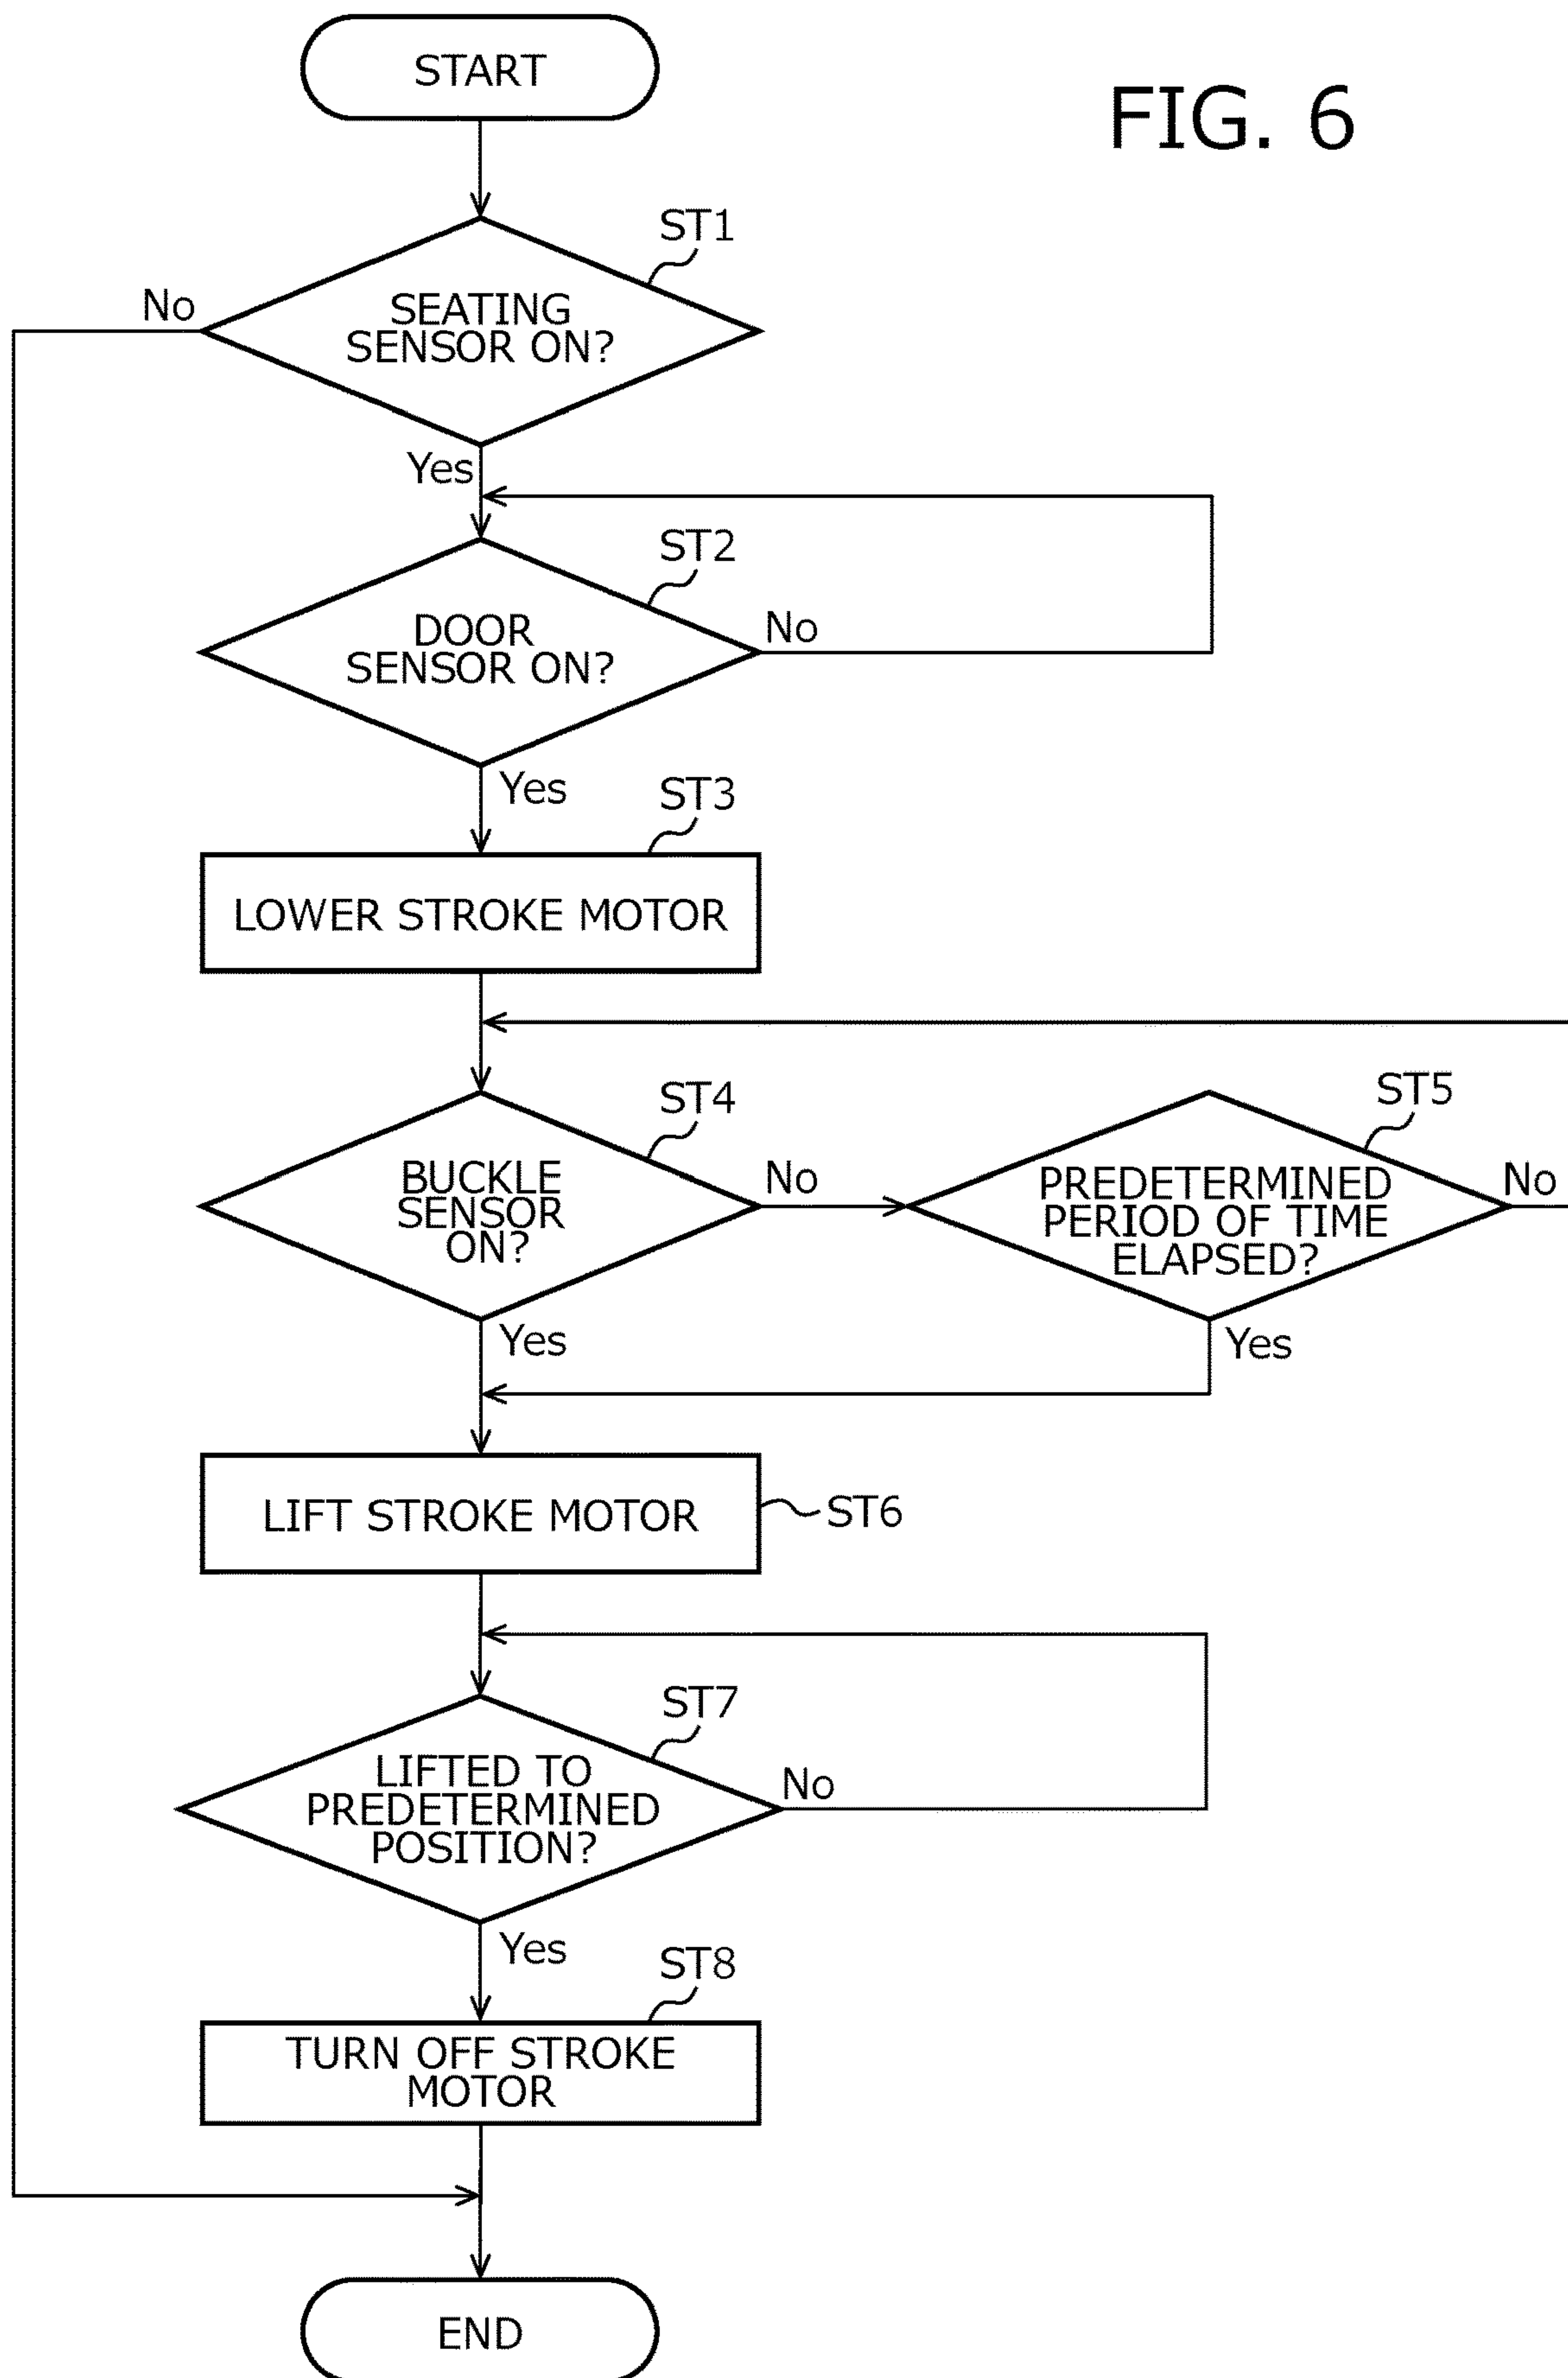 START
FIG. 6
ST1
No
SEATING
SENSOR ON?
Yes
ST2
DOOR
SENSOR ON?
No
Yes
ST3
LOWER STROKE MOTOR
ST4
BUCKLE
SENSOR
ON?
No
ST5
PREDETERMINED
PERIOD OF TIME
ELAPSED?
No
Yes
Yes
LIFT STROKE MOTOR
ST6
ST7
LIFTED TO
PREDETERMINED
POSITION?
No
Yes
ST8
TURN OFF STROKE
MOTOR
END